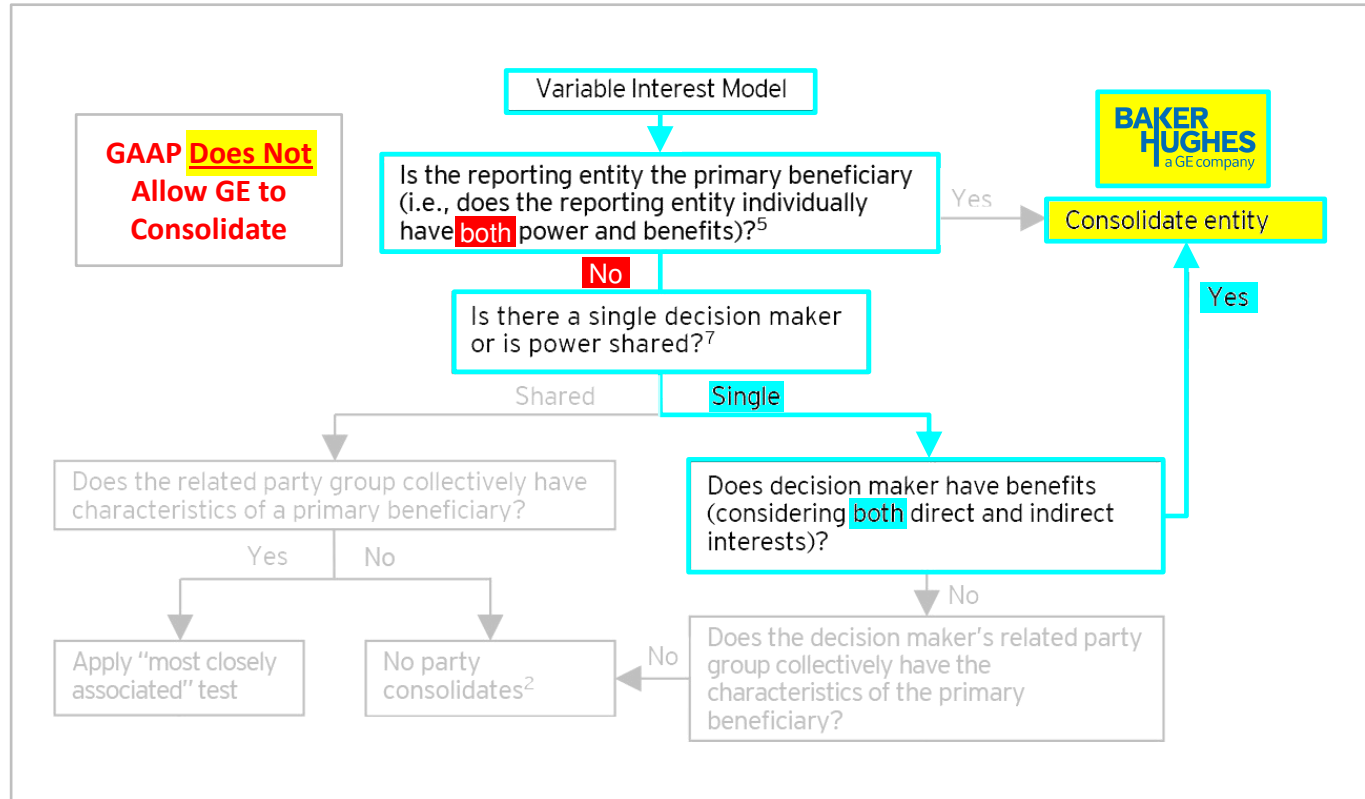 Variable Interest Model
BAKER
HUGHES
a GE company
GAAP Does Not
Allow GE to
Consolidate
Is the reporting entity the primary beneficiary
(i.e., does the reporting entity individually
have both power and benefits)?⁵
Yes
Consolidate entity
No
Yes
Is there a single decision maker
or is power shared?⁷
Shared
Single
Does the related party group collectively have
characteristics of a primary beneficiary?
Does decision maker have benefits
(considering both direct and indirect
interests)?
Yes
No
No
Apply “most closely
associated” test
No party
consolidates²
No
Does the decision maker’s related party
group collectively have the
characteristics of the primary
beneficiary?